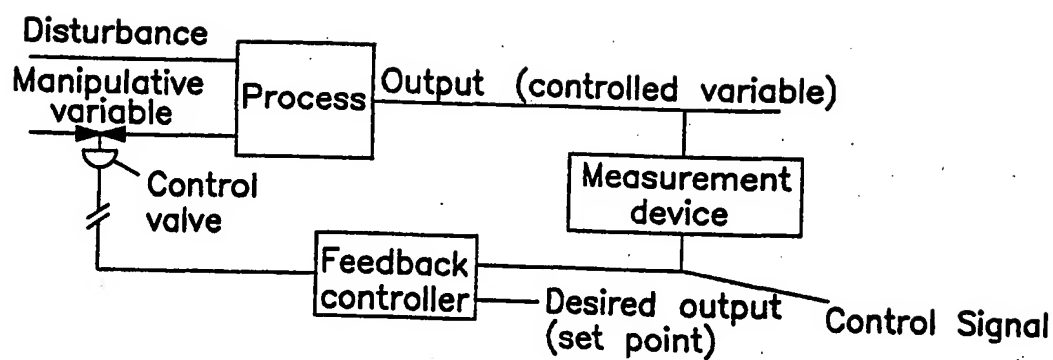 Disturbance
Manipulative
variable
Process
Output (controlled variable)
Control
valve
Measurement
device
Feedback
controller
Desired output
(set point)
Control Signal